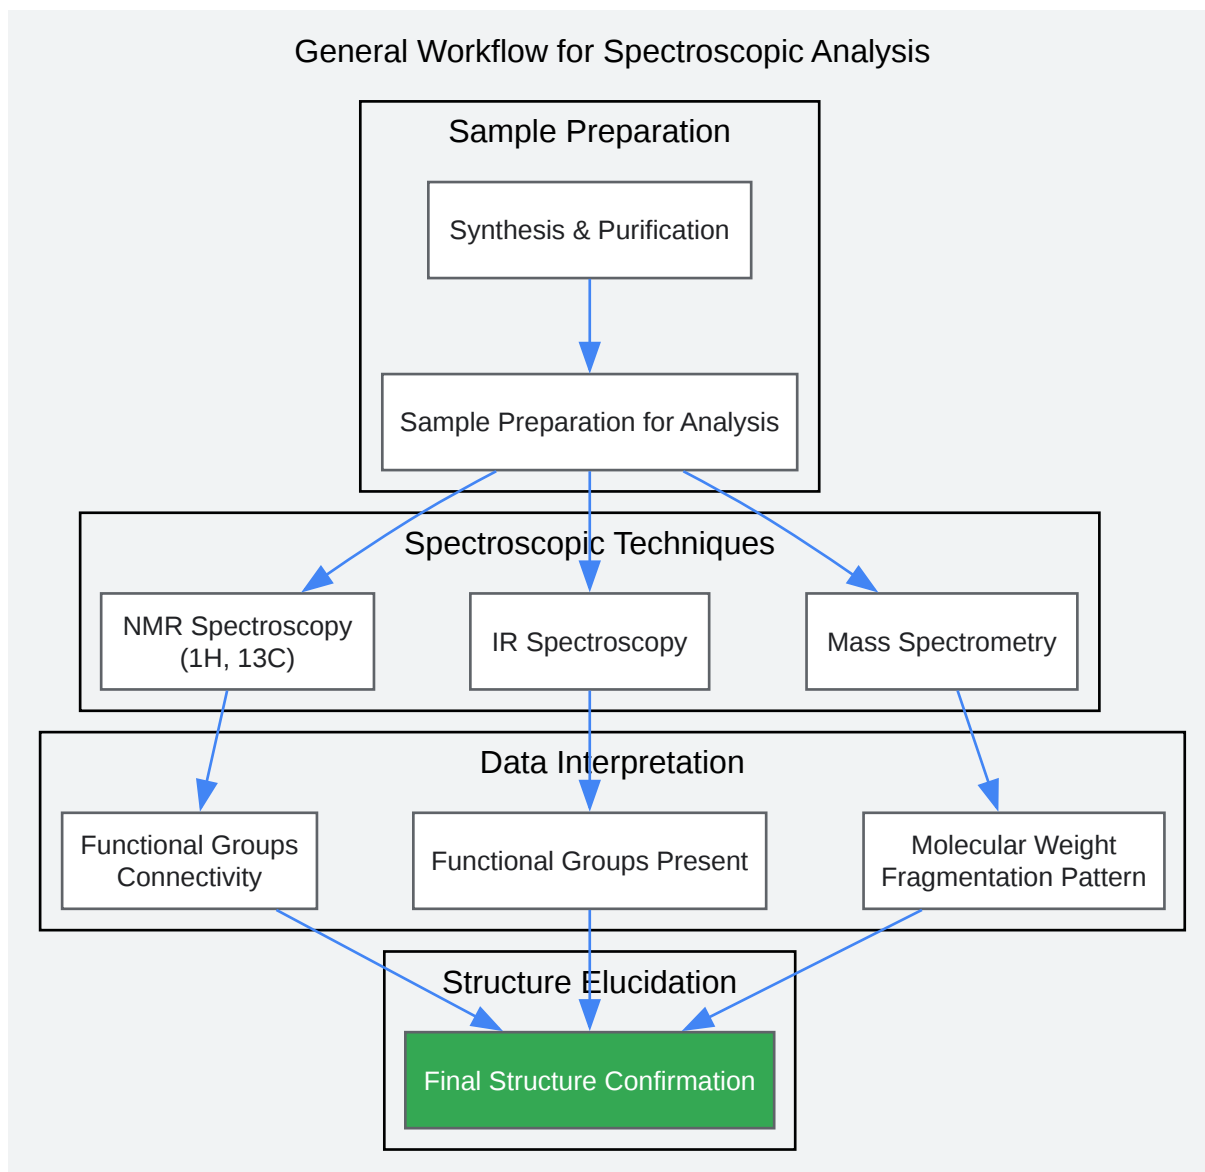 General Workflow for Spectroscopic Analysis
Sample Preparation
Synthesis & Purification
Sample Preparation for Analysis
Spectroscopic Techniques
NMR Spectroscopy
(1H, 13C)
IR Spectroscopy
Mass Spectrometry
Data Interpretation
Functional Groups
Connectivity
Functional Groups Present
Molecular Weight
Fragmentation Pattern
Structure Elucidation
Final Structure Confirmation